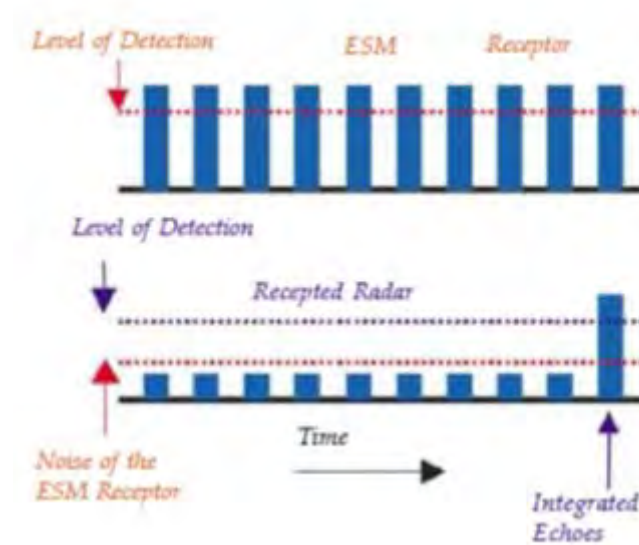 Level of Detection ESM Receptor
Level of Detection
Recepted Radar
Time
Noise of the
ESM Receptor
Integrated
Echoes